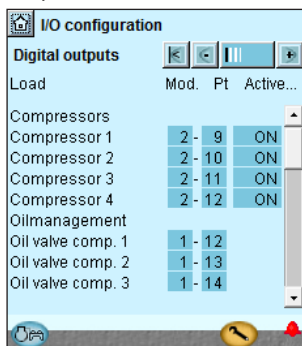 I/O configuration
Digital outputs
Load Mod. Pt Active...
Compressors
Compressor 1 2 - 9 ON
Compressor 2 2 - 10 ON
Compressor 3 2 - 11 ON
Compressor 4 2 - 12 ON
Oilmanagement
Oil valve comp. 1 1 - 12
Oil valve comp. 2 1 - 13
Oil valve comp. 3 1 - 14